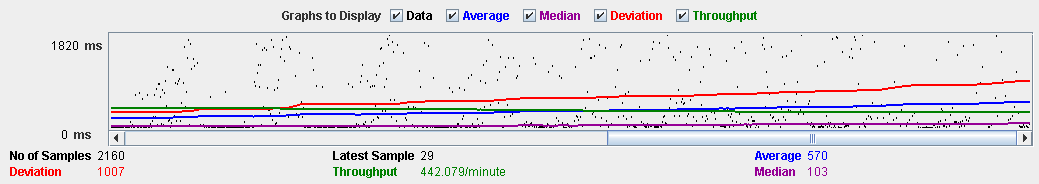 Graphs to Display Data Average Median Deviation Throughput
1820 ms
0 ms
No of Samples 2160 Latest Sample 29 Average 570
Deviation 1007 Throughput 442.079/minute Median 103